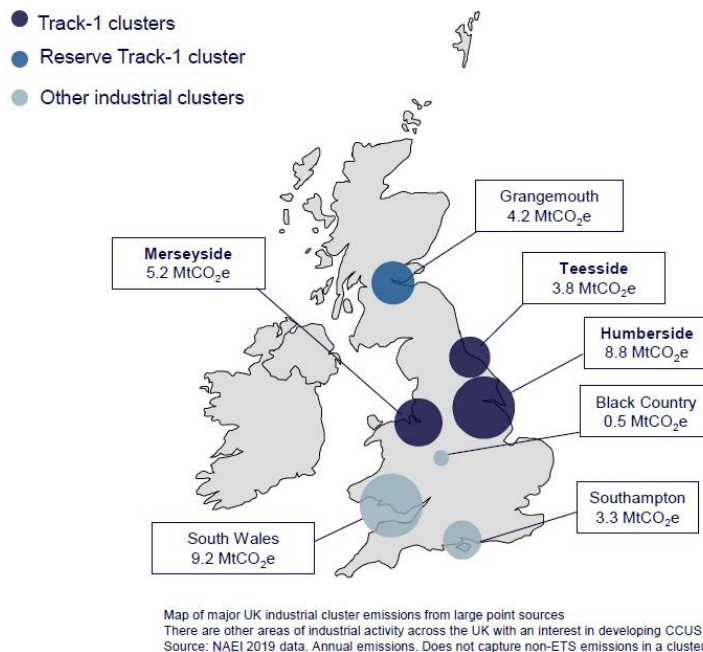 Track-1 clusters
Reserve Track-1 cluster
Other industrial clusters
Grangemouth
4.2 MtCO₂e
Merseyside
5.2 MtCO₂e
Teesside
3.8 MtCO₂e
Humberside
8.8 MtCO₂e
Black Country
0.5 MtCO₂e
Southampton
3.3 MtCO₂e
South Wales
9.2 MtCO₂e
Map of major UK industrial cluster emissions from large point sources
There are other areas of industrial activity across the UK with an interest in developing CCUS
Source: NAEI 2019 data. Annual emissions. Does not capture non-ETS emissions in a cluster